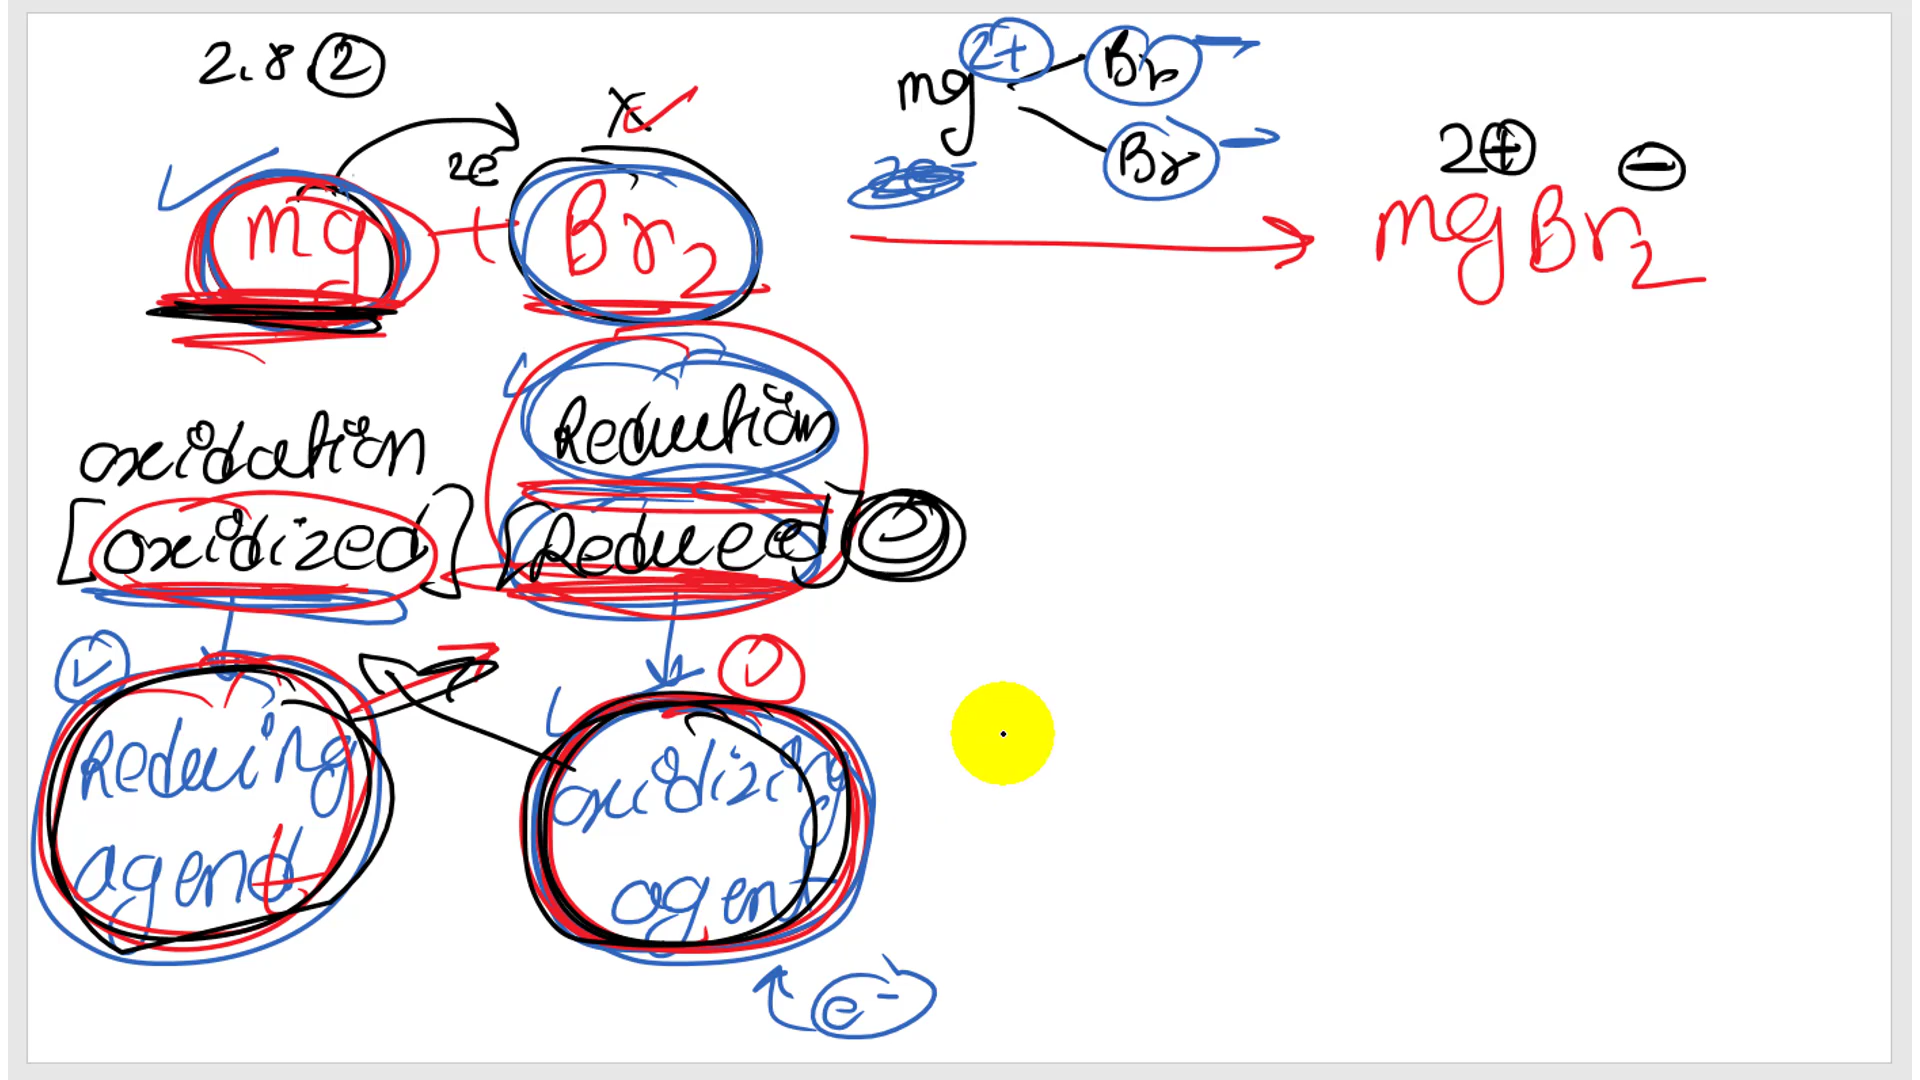 2.8.2
x
2e-
mg 2+ Br -
Br -
2+ -
mg + Br2 → mgBr2
Reduction
oxidation
[oxidized] [Reduced] e
Reducing oxidizing
agent agent
e-